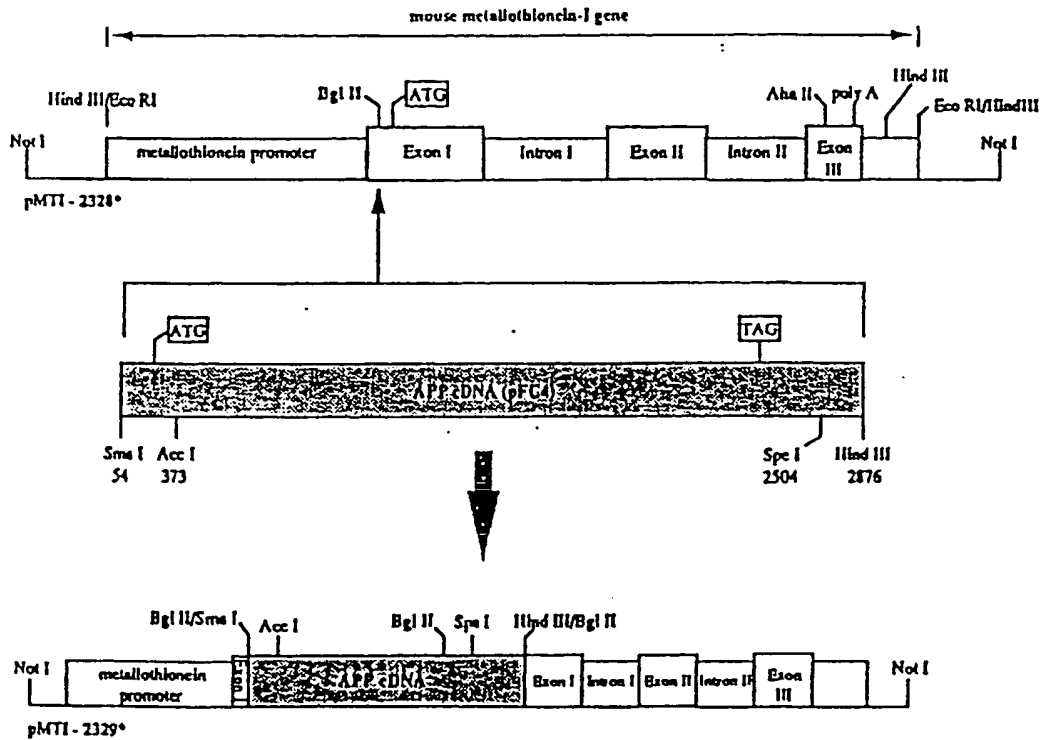 mouse metallothionein-I gene
Hind III/Eco RI
Bgl II
ATG
Aha II
poly A
Hind III
Eco RI/HindIII
Not I
metallothionein promoter
Exon I
Intron I
Exon II
Intron II
Exon
III
Not I
pMTI - 2328*
ATG
TAG
APP cDNA (pFC4)
Sma I
54
Acc I
373
Spe I
2504
Hind III
2876
Bgl II/Sma I
Acc I
Bgl II
Spe I
Hind III/Bgl II
Not I
metallothionein
promoter
Exon
APP cDNA
Exon I
Intron I
Exon II
Intron II
Exon
III
Not I
pMTI - 2329*